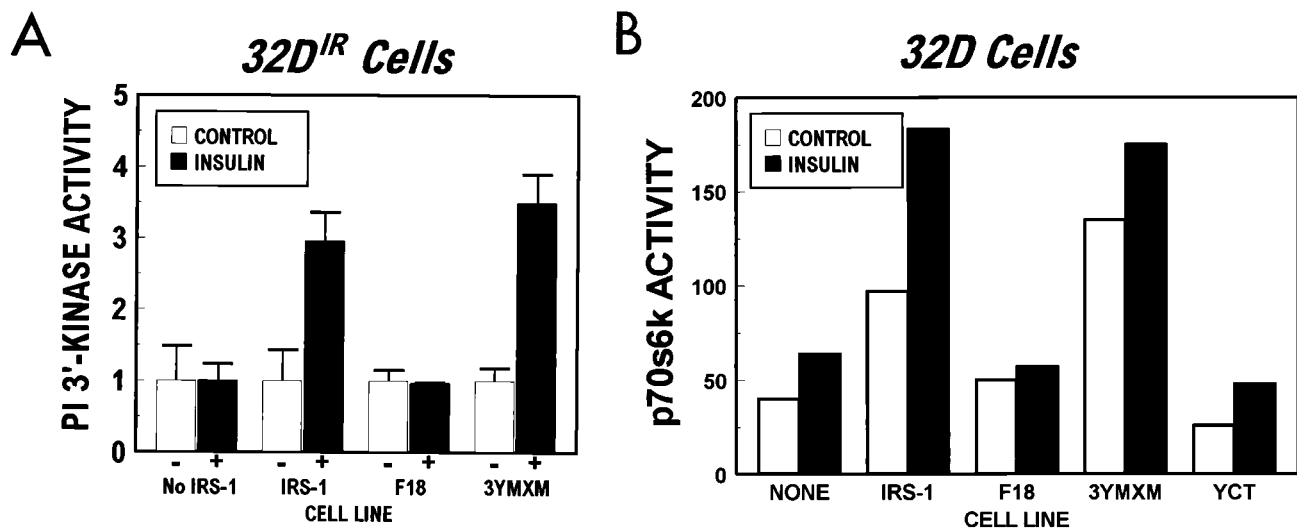 A
32D^IR Cells
PI 3'-KINASE ACTIVITY
5
4
3
2
1
0
CONTROL
INSULIN
- + - + - + - +
No IRS-1 IRS-1 F18 3YMXM
CELL LINE
B
32D Cells
p70s6k ACTIVITY
200
150
100
50
0
CONTROL
INSULIN
NONE IRS-1 F18 3YMXM YCT
CELL LINE